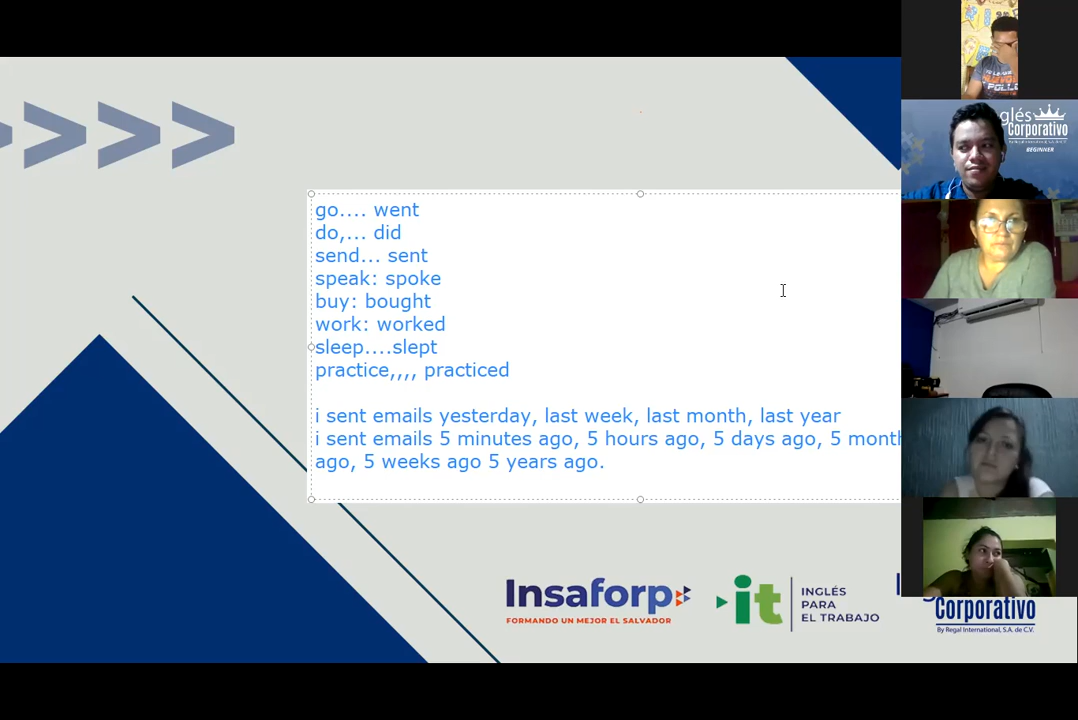 go.... went
do,... did
send... sent
speak: spoke
buy: bought
work: worked
sleep....slept
practice,,,, practiced
i sent emails yesterday, last week, last month, last year
i sent emails 5 minutes ago, 5 hours ago, 5 days ago, 5 month
ago, 5 weeks ago 5 years ago.
Insaforp
FORMANDO UN MEJOR EL SALVADOR
it
INGLÉS
PARA
EL TRABAJO
Corporativo
By Regal International, S.A. de C.V.
glés
Corporativo
BEGINNER